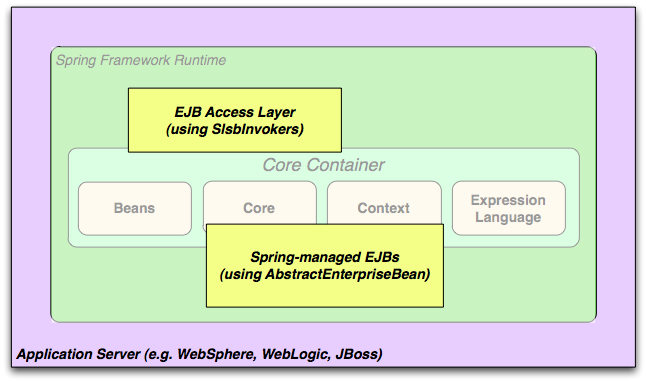 Spring Framework Runtime
EJB Access Layer
(using SlsbInvokers)
Core Container
Beans
Core
Context
Expression
Language
Spring-managed EJBs
(using AbstractEnterpriseBean)
Application Server (e.g. WebSphere, WebLogic, JBoss)